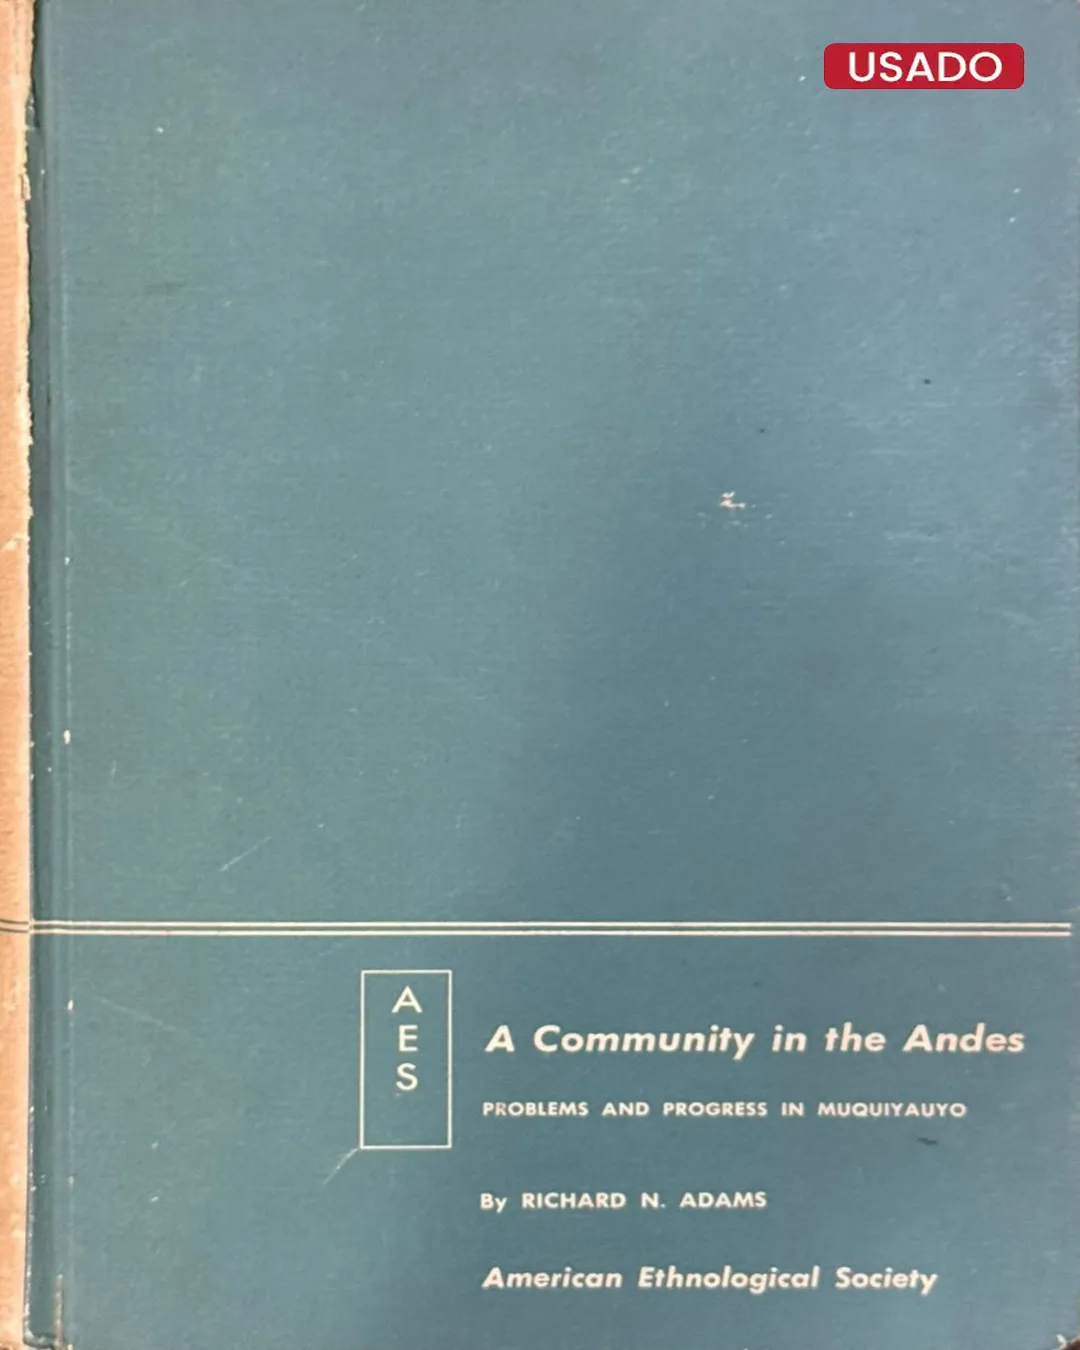 USADO
A
E
S
A Community in the Andes
PROBLEMS AND PROGRESS IN MUQUIYAUYO
By RICHARD N. ADAMS
American Ethnological Society